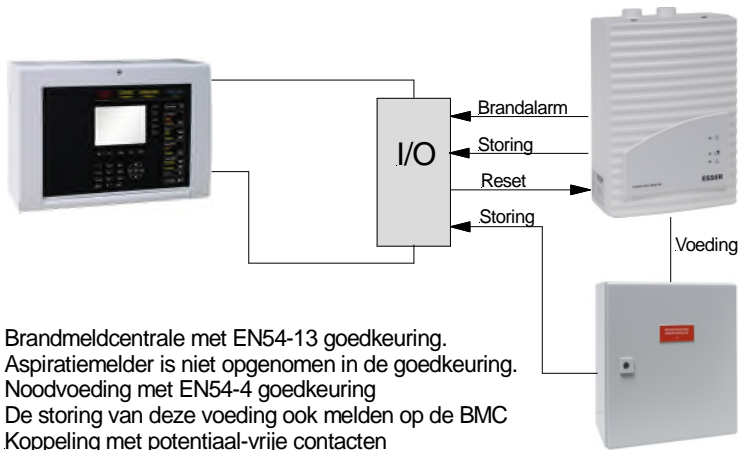 Brandalarm
Storing
I/O
Reset
Storing
ESSER
Voeding
Brandmeldcentrale met EN54-13 goedkeuring.
Aspiratiemelder is niet opgenomen in de goedkeuring.
Noodvoeding met EN54-4 goedkeuring
De storing van deze voeding ook melden op de BMC
Koppeling met potentiaal-vrije contacten